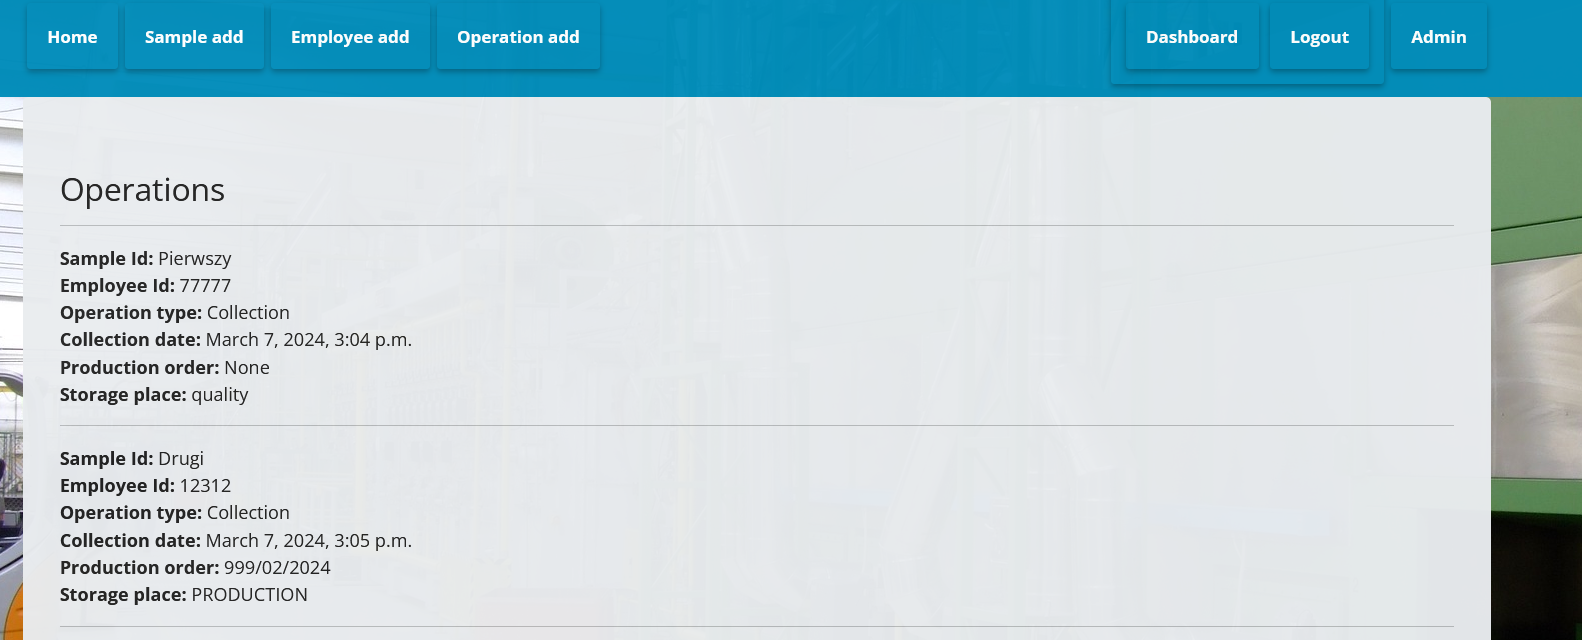 Home Sample add Employee add Operation add Dashboard Logout Admin
Operations
Sample Id: Pierwszy
Employee Id: 77777
Operation type: Collection
Collection date: March 7, 2024, 3:04 p.m.
Production order: None
Storage place: quality
Sample Id: Drugi
Employee Id: 12312
Operation type: Collection
Collection date: March 7, 2024, 3:05 p.m.
Production order: 999/02/2024
Storage place: PRODUCTION